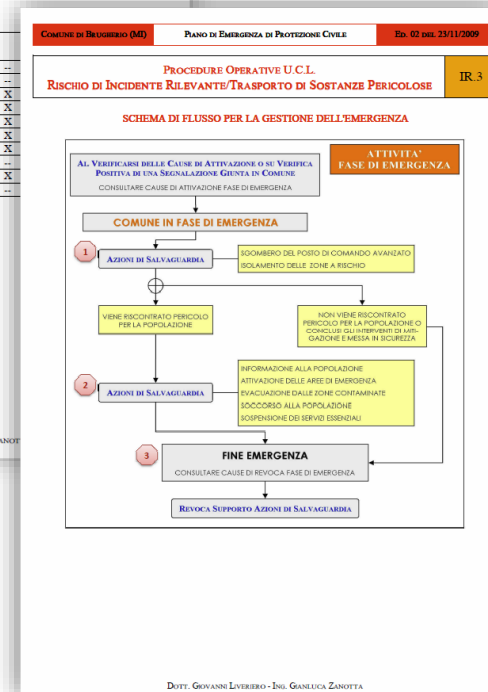 --
--
X
X
X
X
--
X
--
ANOT
COMUNE DI BRUGHERIO (MI)
PIANO DI EMERGENZA DI PROTEZIONE CIVILE
ED. 02 DEL 23/11/2009
PROCEDURE OPERATIVE U.C.L.
RISCHIO DI INCIDENTE RILEVANTE/TRASPORTO DI SOSTANZE PERICOLOSE
IR.3
SCHEMA DI FLUSSO PER LA GESTIONE DELL'EMERGENZA
ATTIVITA'
FASE DI EMERGENZA
AL VERIFICARSI DELLE CAUSE DI ATTIVAZIONE O SU VERIFICA
POSITIVA DI UNA SEGNALAZIONE GIUNTA IN COMUNE
CONSULTARE CAUSE DI ATTIVAZIONE FASE DI EMERGENZA
COMUNE IN FASE DI EMERGENZA
1
AZIONI DI SALVAGUARDIA
SGOMBERO DEL POSTO DI COMANDO AVANZATO
ISOLAMENTO DELLE ZONE A RISCHIO
VIENE RISCONTRATO PERICOLO
PER LA POPOLAZIONE
NON VIENE RISCONTRATO
PERICOLO PER LA POPOLAZIONE O
CONCLUSI GLI INTERVENTI DI MITI-
GAZIONE E MESSA IN SICUREZZA
2
AZIONI DI SALVAGUARDIA
INFORMAZIONE ALLA POPOLAZIONE
ATTIVAZIONE DELLE AREE DI EMERGENZA
EVACUAZIONE DALLE ZONE CONTAMINATE
SOCCORSO ALLA POPOLAZIONE
SOSPENSIONE DEI SERVIZI ESSENZIALI
3
FINE EMERGENZA
CONSULTARE CAUSE DI REVOCA FASE DI EMERGENZA
REVOCA SUPPORTO AZIONI DI SALVAGUARDIA
DOTT. GIOVANNI LIVERIERO - ING. GIANLUCA ZANOTTA